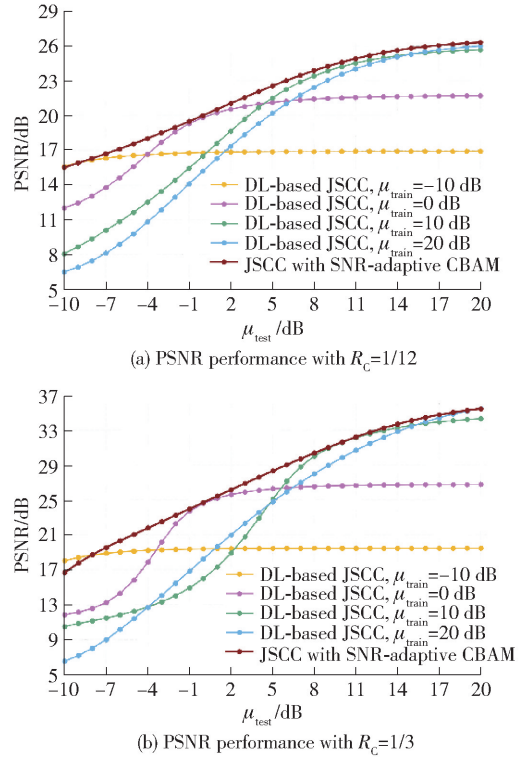 29
26
23
20
17
14
11
8
5
PSNR/dB
DL-based JSCC, μtrain=−10 dB
DL-based JSCC, μtrain=0 dB
DL-based JSCC, μtrain=10 dB
DL-based JSCC, μtrain=20 dB
JSCC with SNR-adaptive CBAM
−10 −7 −4 −1 2 5 8 11 14 17 20
μtest /dB
(a) PSNR performance with RC=1/12
37
33
29
25
21
17
13
9
5
PSNR/dB
DL-based JSCC, μtrain=−10 dB
DL-based JSCC, μtrain=0 dB
DL-based JSCC, μtrain=10 dB
DL-based JSCC, μtrain=20 dB
JSCC with SNR-adaptive CBAM
−10 −7 −4 −1 2 5 8 11 14 17 20
μtest /dB
(b) PSNR performance with RC=1/3